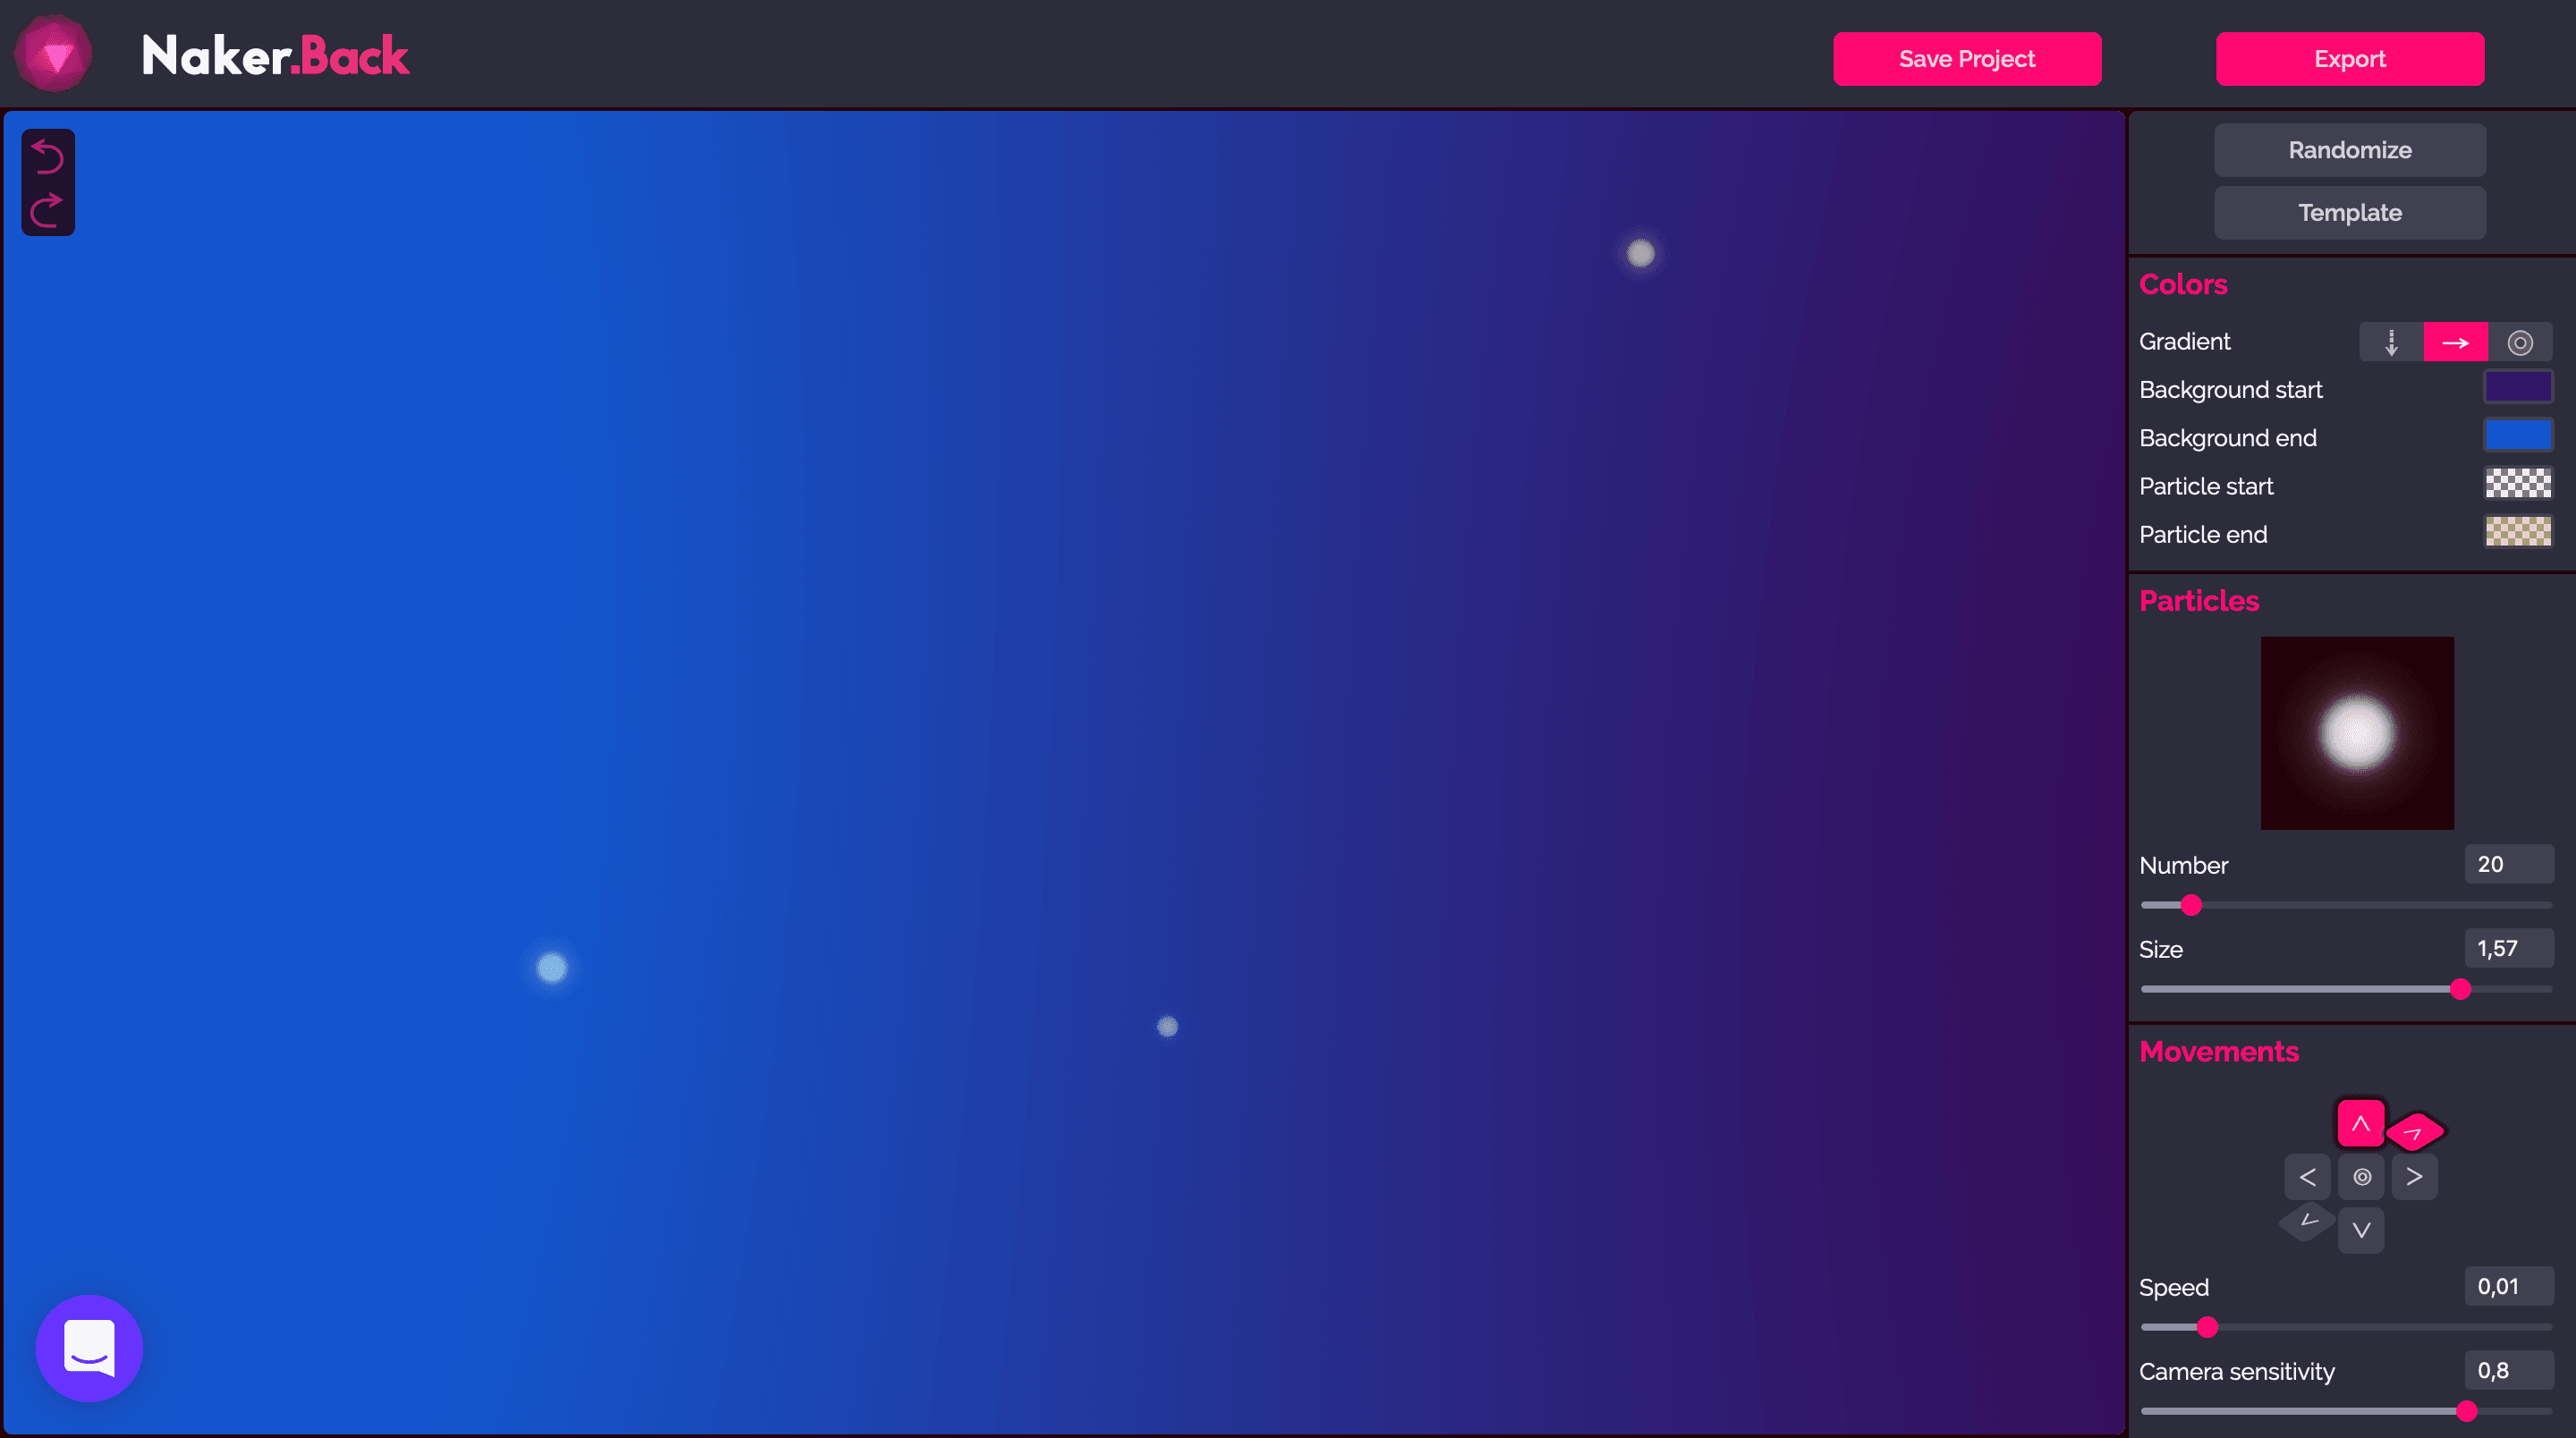 Naker.Back
Save Project
Export
Randomize
Template
Colors
Gradient
Background start
Background end
Particle start
Particle end
Particles
Number
20
Size
1,57
Movements
Speed
0,01
Camera sensitivity
0,8